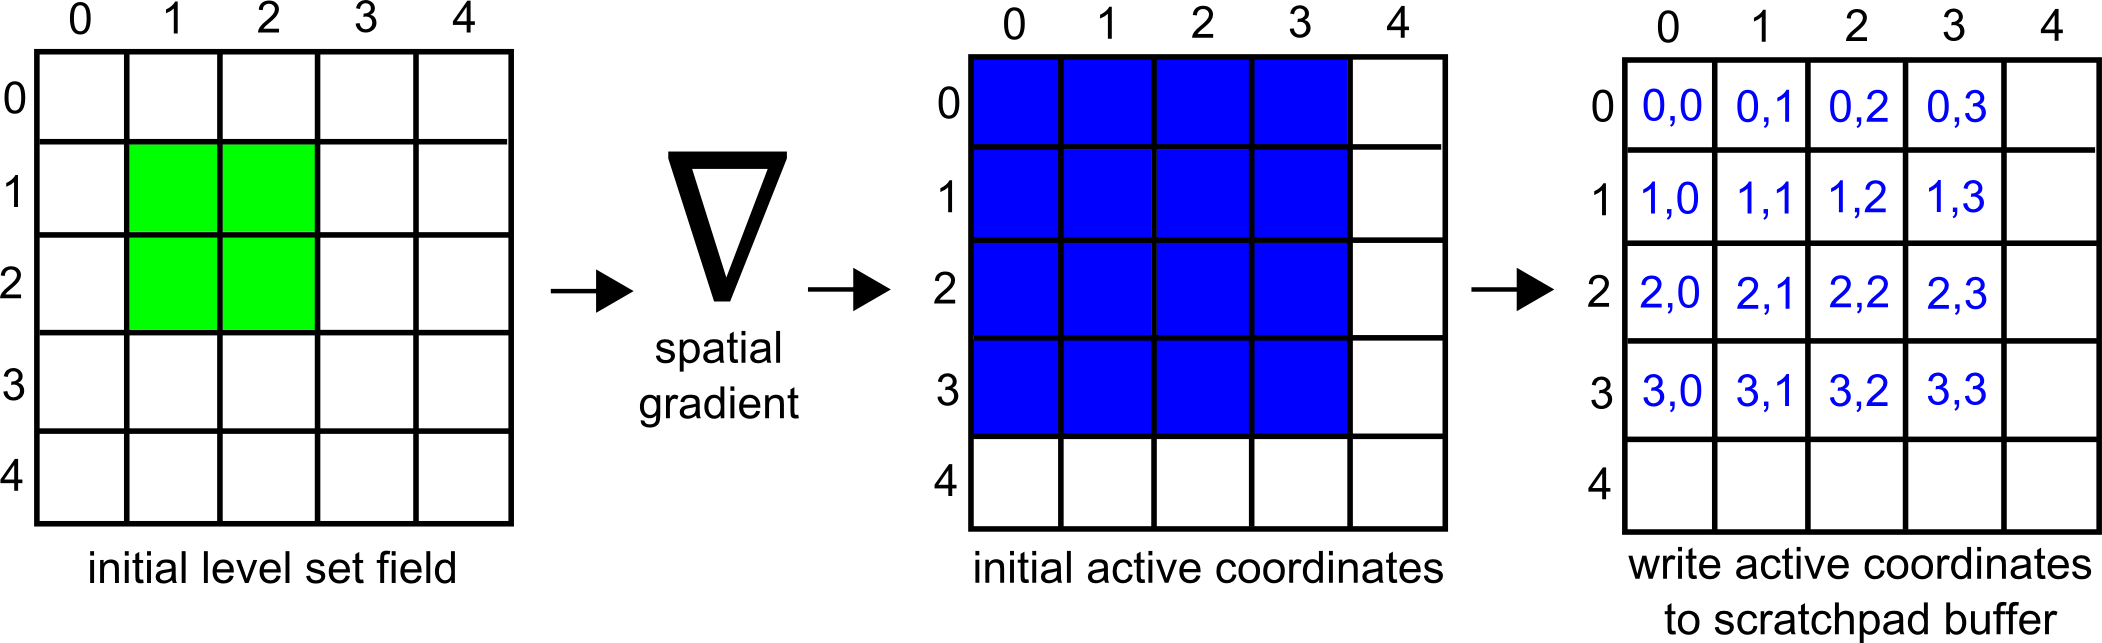 0 1 2 3 4
0
1
2
3
4
initial level set field
∇
spatial
gradient
0 1 2 3 4
0
1
2
3
4
initial active coordinates
0 1 2 3 4
0 0,0 0,1 0,2 0,3
1 1,0 1,1 1,2 1,3
2 2,0 2,1 2,2 2,3
3 3,0 3,1 3,2 3,3
4
write active coordinates
to scratchpad buffer